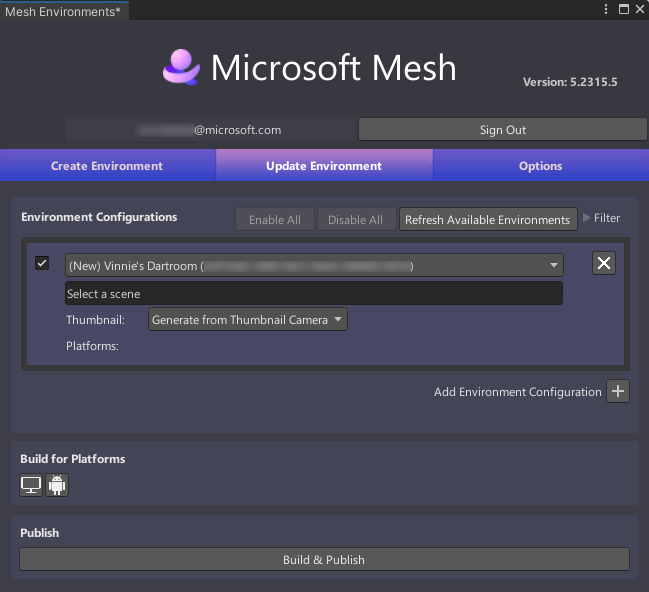 Mesh Environments*
Microsoft Mesh
Version: 5.2315.5
@microsoft.com
Sign Out
Create Environment
Update Environment
Options
Environment Configurations
Enable All
Disable All
Refresh Available Environments
Filter
(New) Vinnie's Dartroom ( )
Select a scene
Thumbnail:
Generate from Thumbnail Camera
Platforms:
Add Environment Configuration
Build for Platforms
Publish
Build & Publish